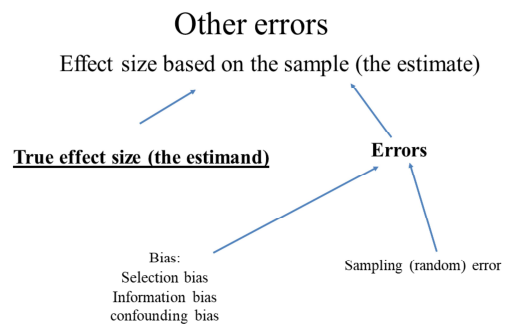 Other errors
Effect size based on the sample (the estimate)
True effect size (the estimand)
Errors
Bias:
Selection bias
Information bias
confounding bias
Sampling (random) error